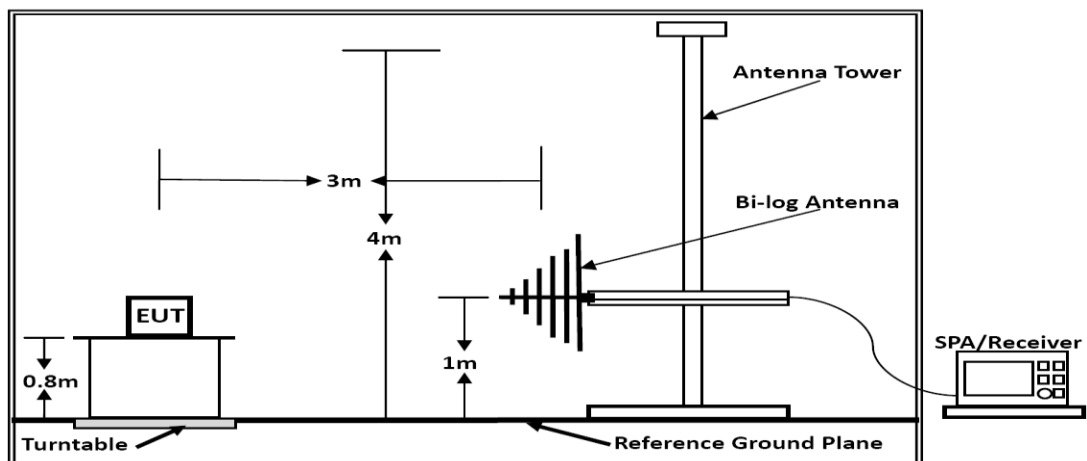 Antenna Tower
3m
Bi-log Antenna
4m
EUT
SPA/Receiver
1m
0.8m
Turntable
Reference Ground Plane